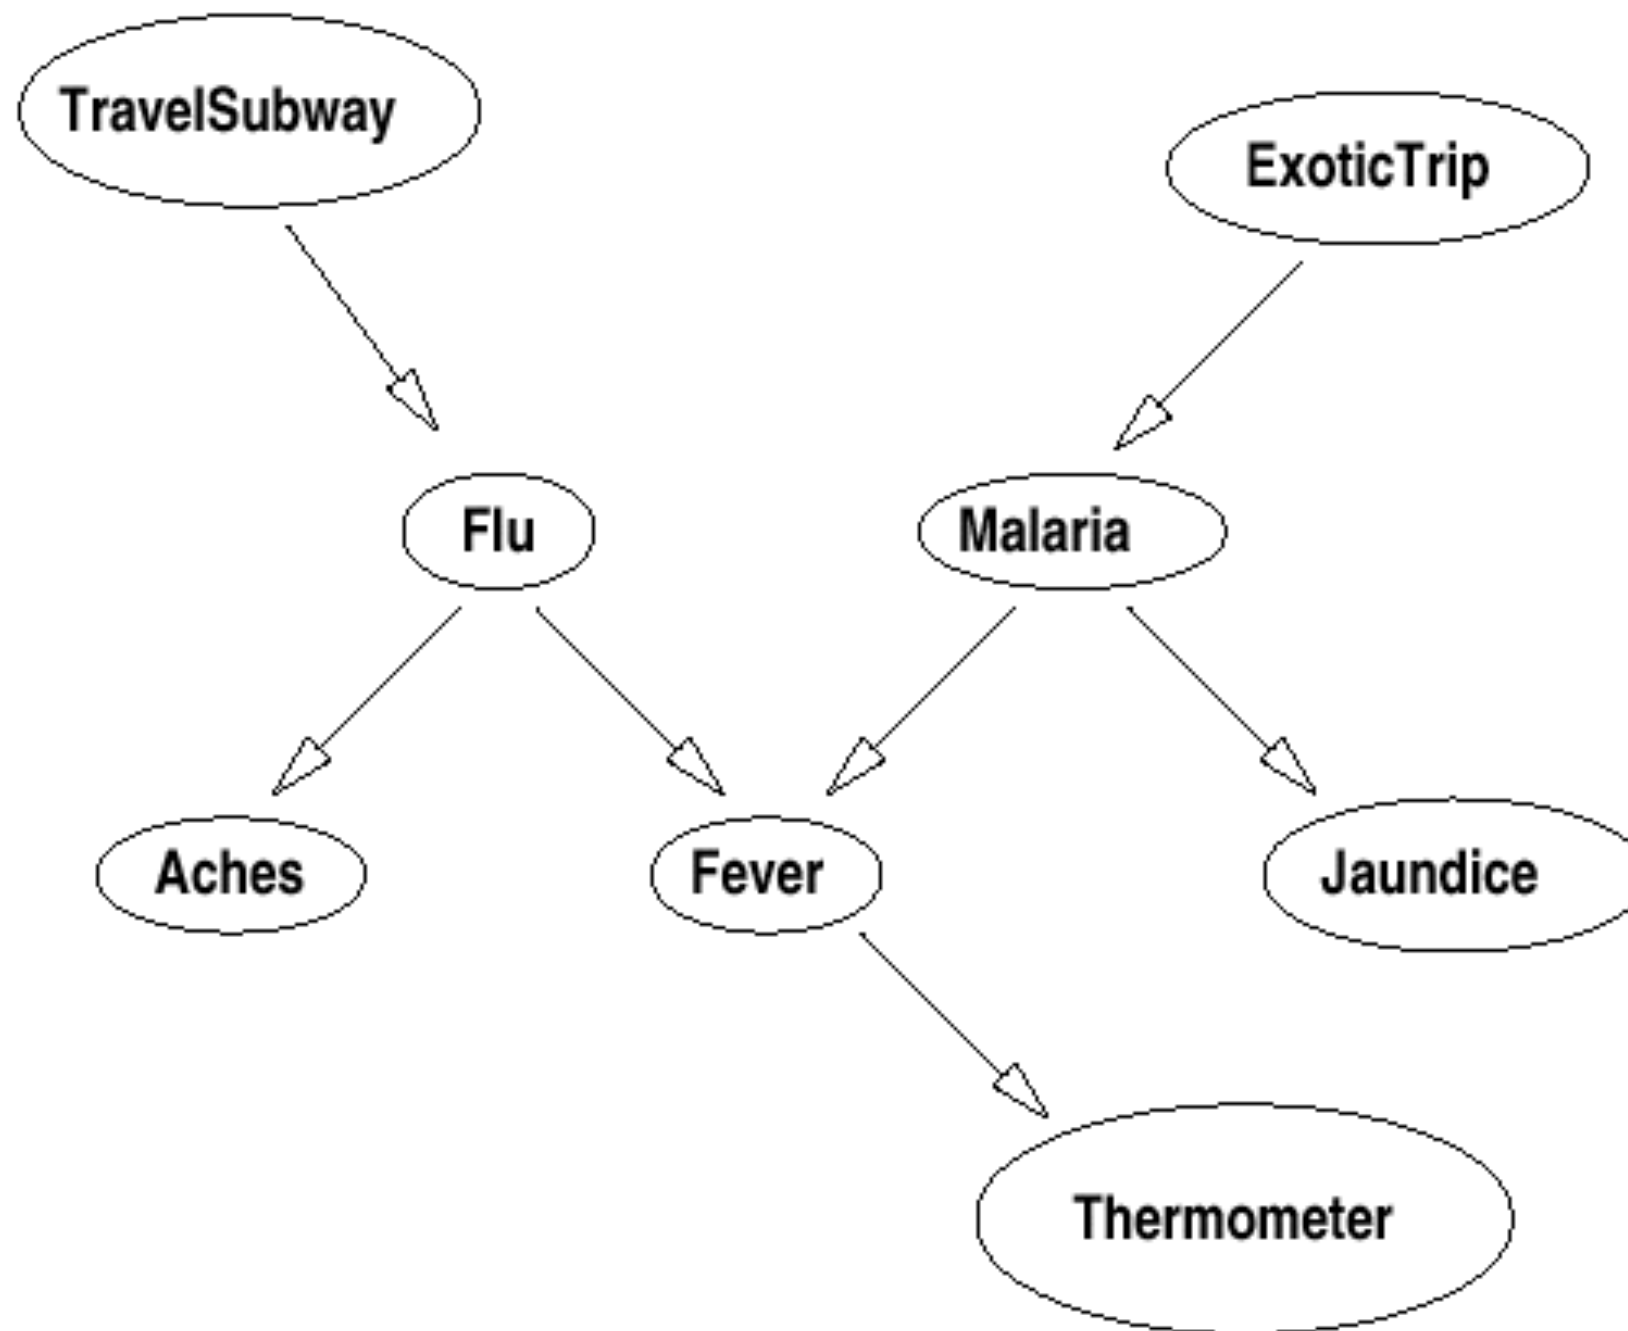 TravelSubway
ExoticTrip
Flu
Malaria
Aches
Fever
Jaundice
Thermometer